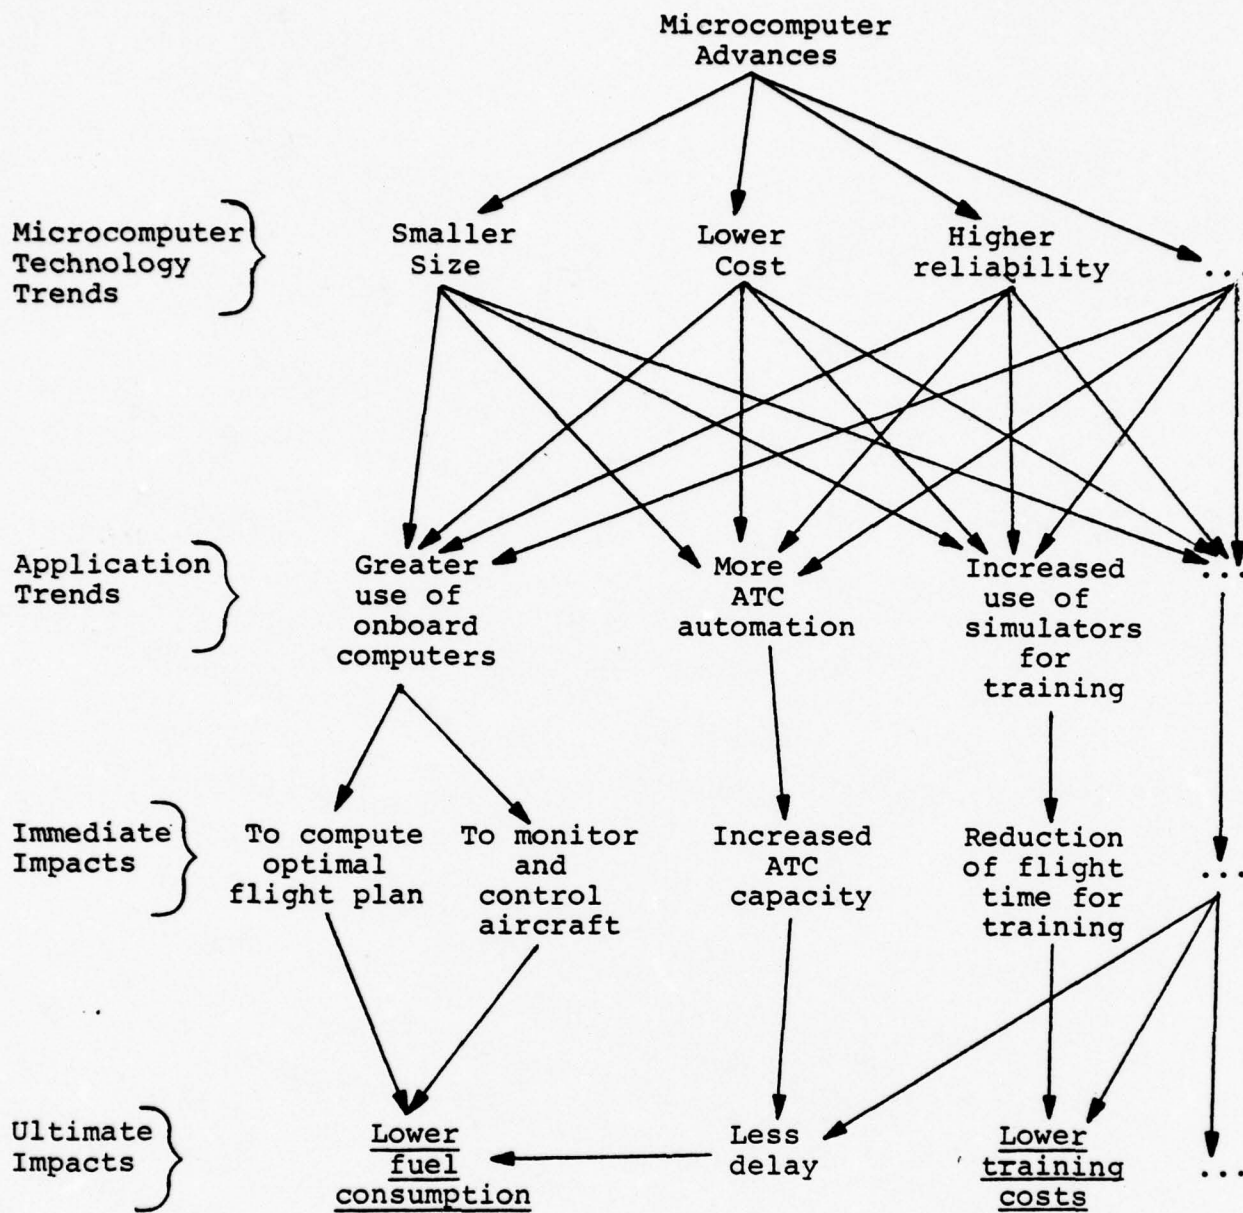 Microcomputer
Advances
Microcomputer
Technology
Trends
Smaller
Size
Lower
Cost
Higher
reliability
...
Application
Trends
Greater
use of
onboard
computers
More
ATC
automation
Increased
use of
simulators
for
training
...
Immediate
Impacts
To compute
optimal
flight plan
To monitor
and
control
aircraft
Increased
ATC
capacity
Reduction
of flight
time for
training
...
Ultimate
Impacts
Lower
fuel
consumption
Less
delay
Lower
training
costs
...